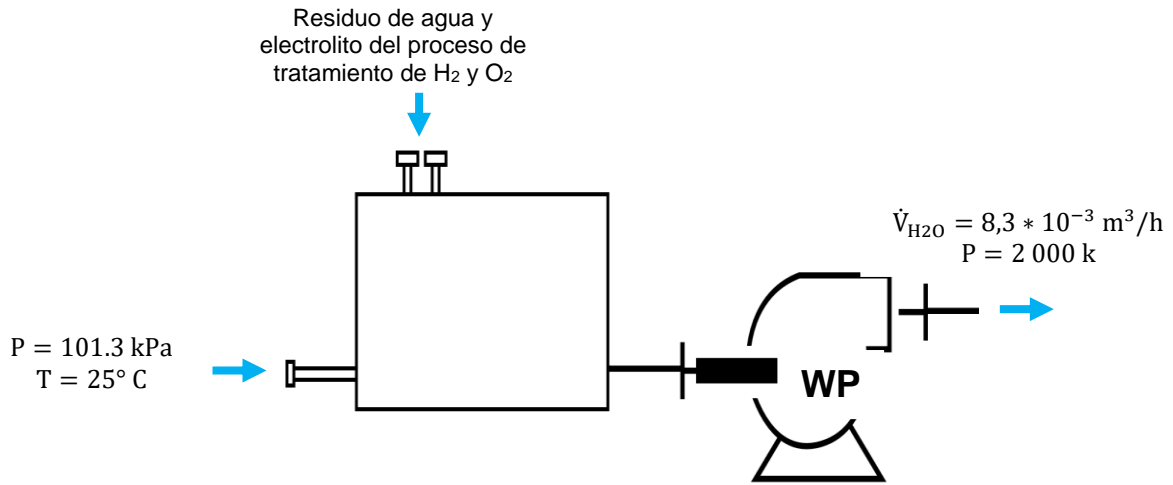 Residuo de agua y
electrolito del proceso de
tratamiento de H₂ y O₂
V̇H2O = 8,3 * 10⁻³ m³/h
P = 2 000 k
P = 101.3 kPa
T = 25° C
WP